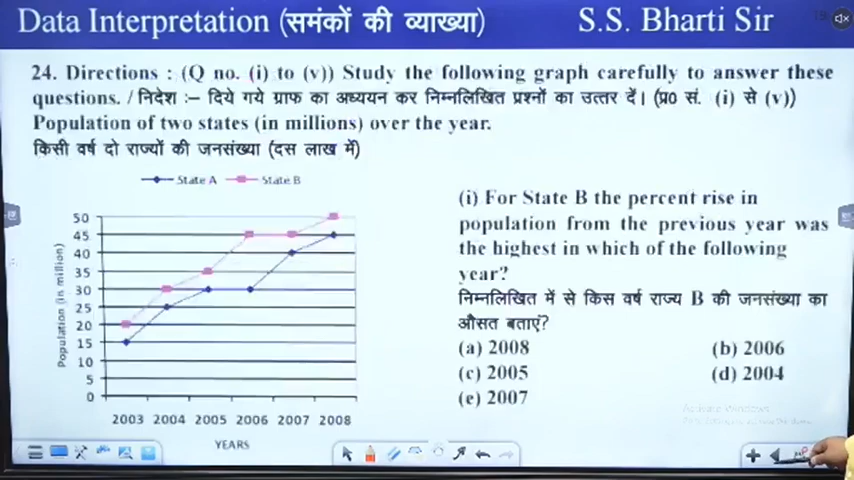 Data Interpretation (समंकों की व्याख्या) S.S. Bharti Sir
24. Directions : (Q no. (i) to (v)) Study the following graph carefully to answer these
questions. / निर्देश :– दिये गये ग्राफ का अध्ययन कर निम्नलिखित प्रश्नों का उत्तर दें। (प्र0 सं. (i) से (v))
Population of two states (in millions) over the year.
किसी वर्ष दो राज्यों की जनसंख्या (दस लाख में)
State A State B
50
45
40
35
30
25
20
15
10
5
0
Population (in million)
2003 2004 2005 2006 2007 2008
YEARS
(i) For State B the percent rise in
population from the previous year was
the highest in which of the following
year?
निम्नलिखित में से किस वर्ष राज्य B की जनसंख्या का
औसत बताएं?
(a) 2008 (b) 2006
(c) 2005 (d) 2004
(e) 2007
Activate Windows